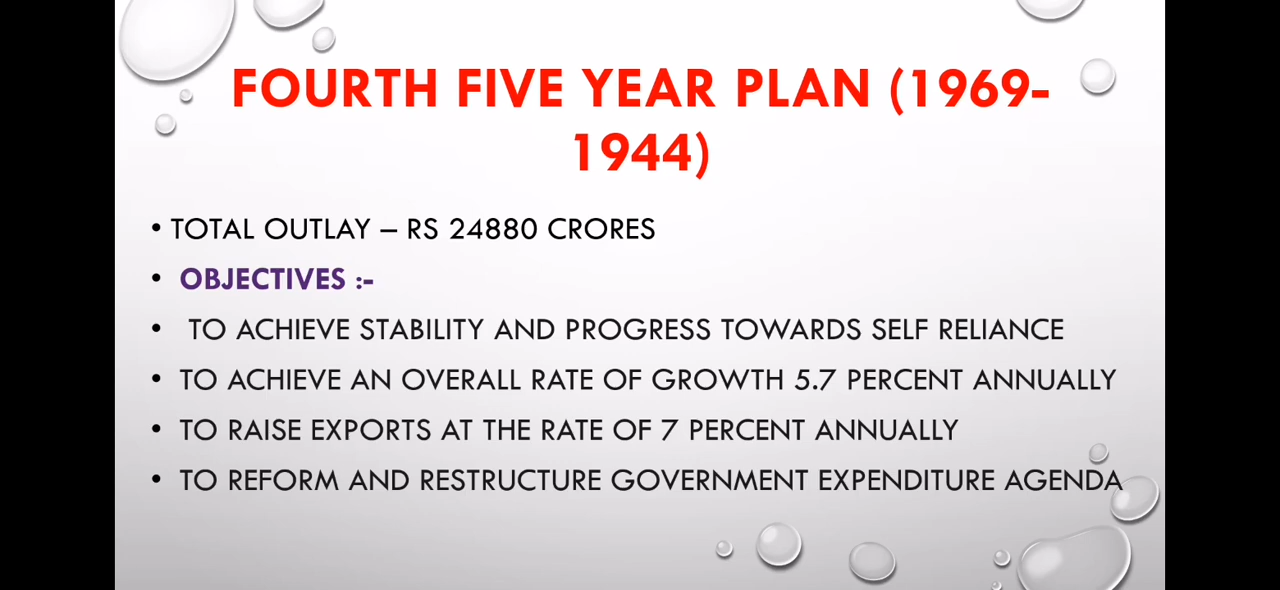 FOURTH FIVE YEAR PLAN (1969-
1944)
• TOTAL OUTLAY – RS 24880 CRORES
• OBJECTIVES :-
• TO ACHIEVE STABILITY AND PROGRESS TOWARDS SELF RELIANCE
• TO ACHIEVE AN OVERALL RATE OF GROWTH 5.7 PERCENT ANNUALLY
• TO RAISE EXPORTS AT THE RATE OF 7 PERCENT ANNUALLY
• TO REFORM AND RESTRUCTURE GOVERNMENT EXPENDITURE AGENDA